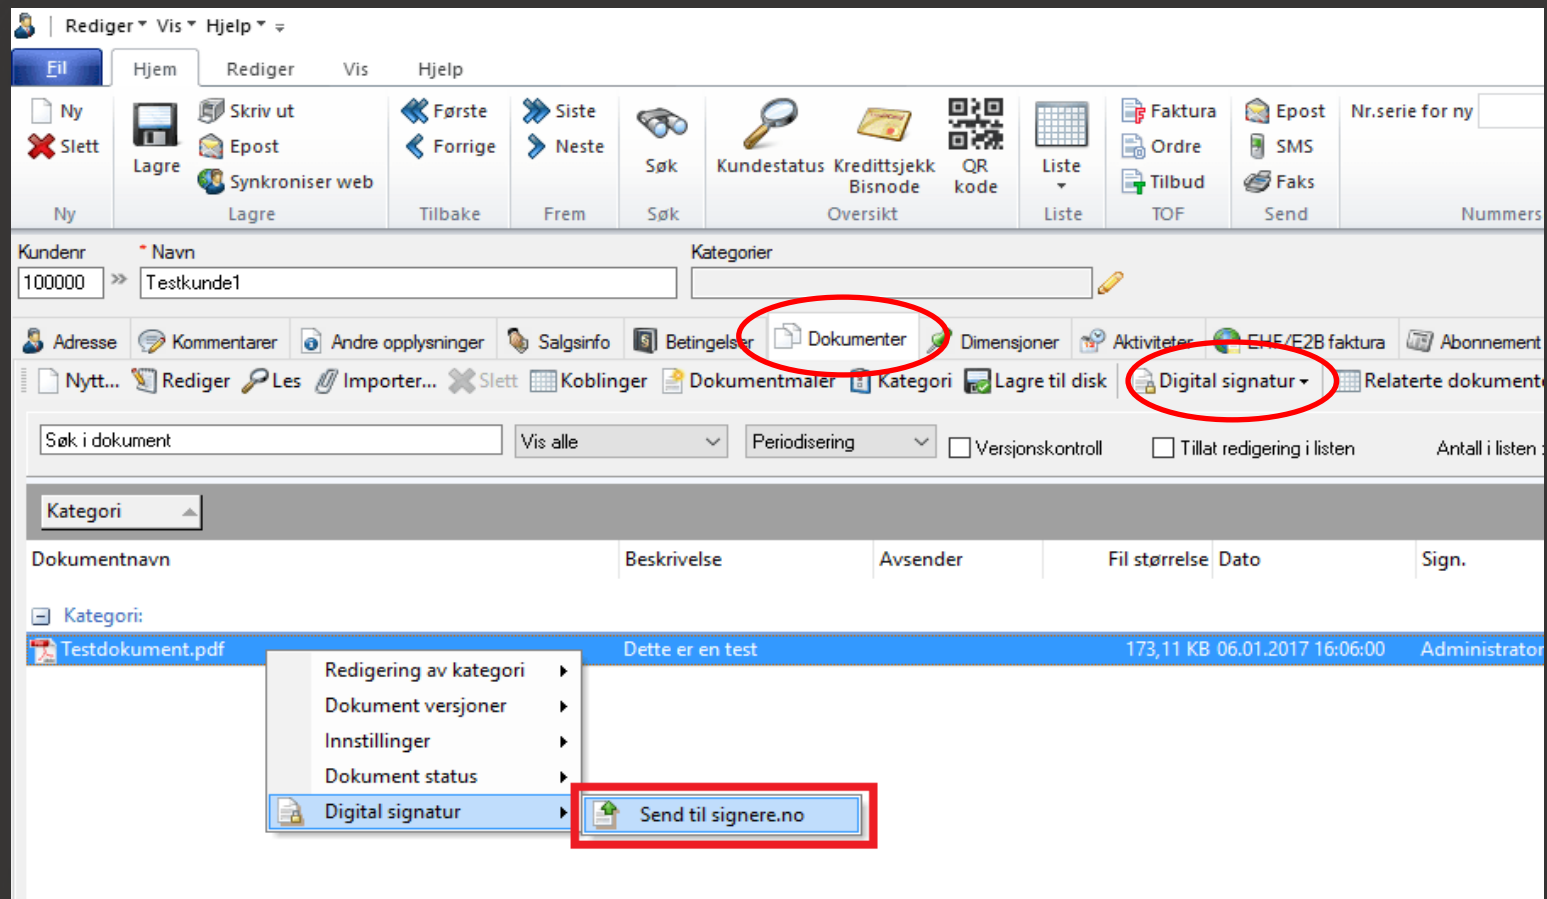 Rediger Vis Hjelp
Fil Hjem Rediger Vis Hjelp
Ny Skriv ut Første Siste Faktura Epost Nr.serie for ny
Slett Lagre Epost Forrige Neste Søk Kundestatus Kredittsjekk Bisnode QR kode Liste Ordre SMS
Synkroniser web Tilbud Faks
Ny Lagre Tilbake Frem Søk Oversikt Liste TOF Send Nummers
Kundenr * Navn Kategorier
100000 Testkunde1
Adresse Kommentarer Andre opplysninger Salgsinfo Betingelser Dokumenter Dimensjoner Aktiviteter EHF/E2B faktura Abonnement
Nytt... Rediger Les Importer... Slett Koblinger Dokumentmaler Kategori Lagre til disk Digital signatur Relaterte dokumente
Søk i dokument Vis alle Periodisering Versjonskontroll Tillat redigering i listen Antall i listen :
Kategori
Dokumentnavn Beskrivelse Avsender Fil størrelse Dato Sign.
Kategori:
Testdokument.pdf Dette er en test 173,11 KB 06.01.2017 16:06:00 Administrator
Redigering av kategori
Dokument versjoner
Innstillinger
Dokument status
Digital signatur Send til signere.no